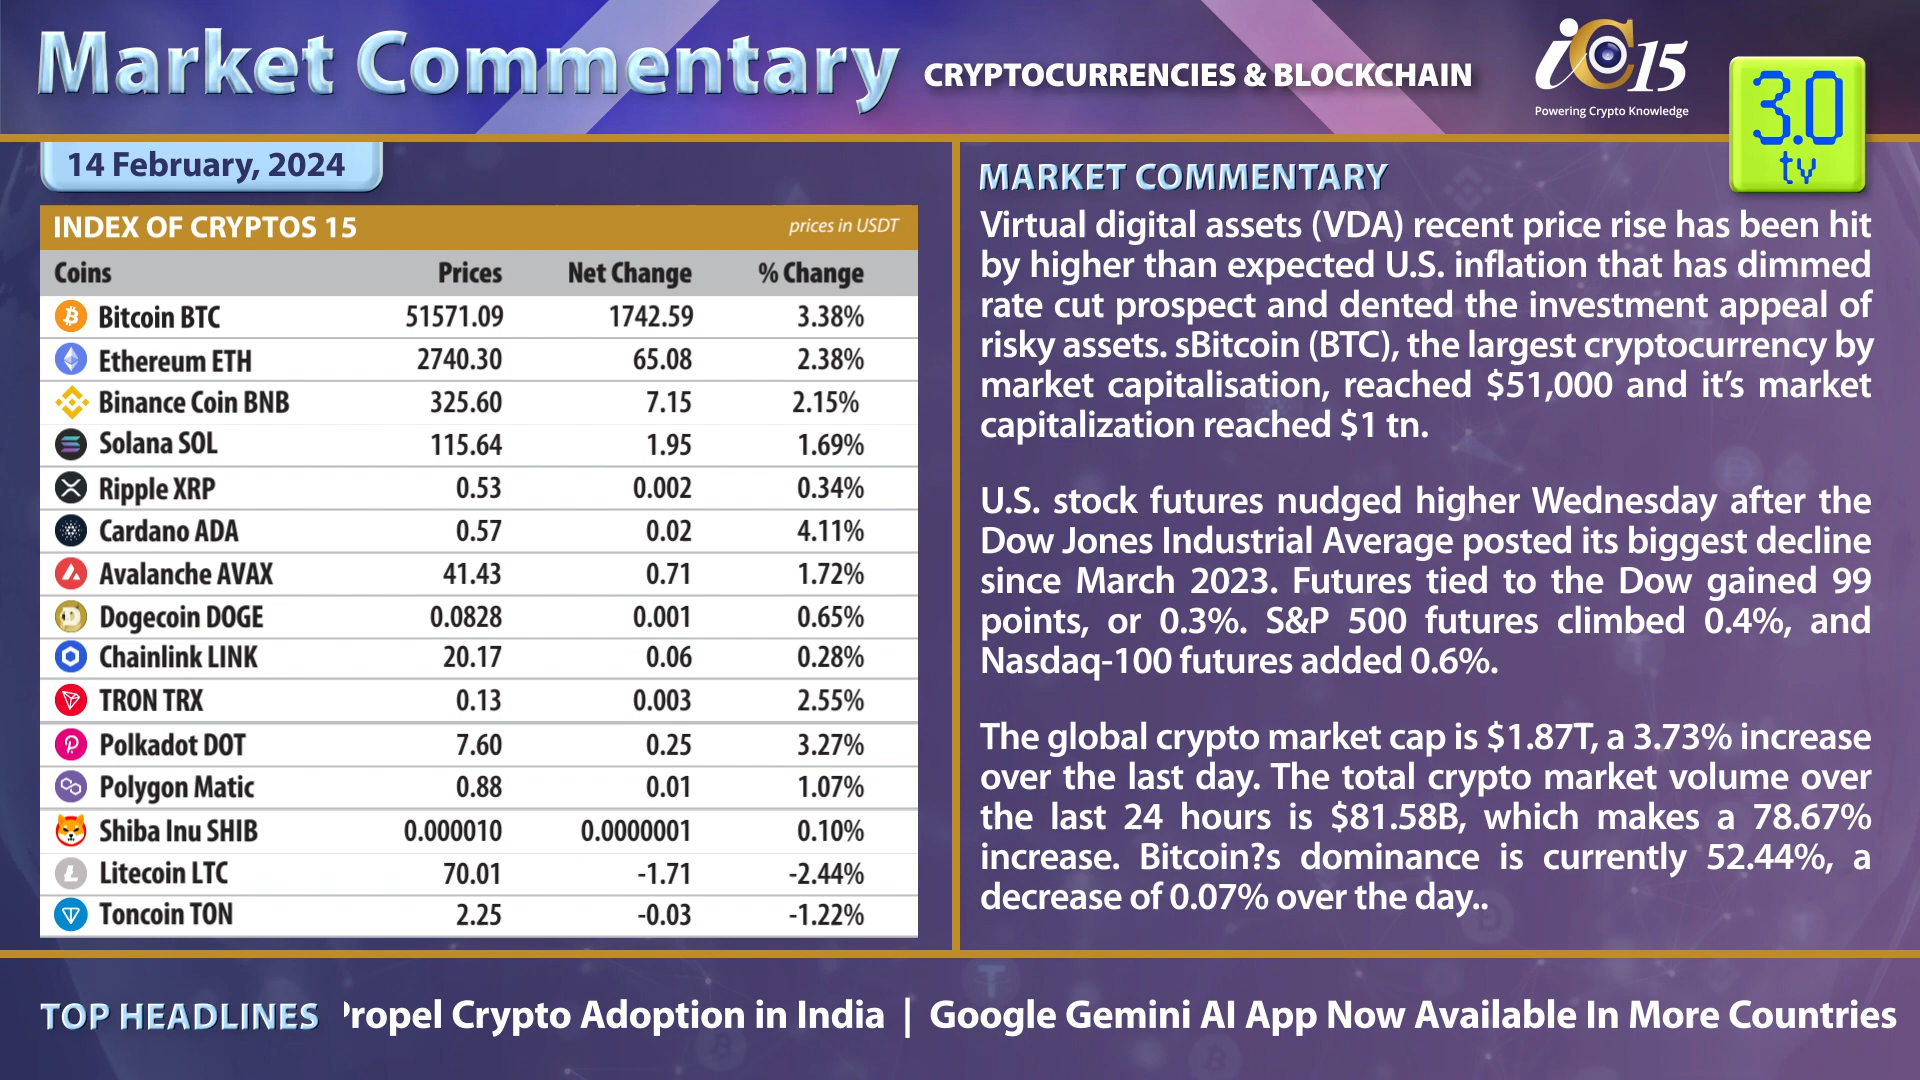 Market Commentary CRYPTOCURRENCIES & BLOCKCHAIN
iC15
Powering Crypto Knowledge
3.0
tv
14 February, 2024
INDEX OF CRYPTOS 15 prices in USDT
Coins Prices Net Change % Change
Bitcoin BTC 51571.09 1742.59 3.38%
Ethereum ETH 2740.30 65.08 2.38%
Binance Coin BNB 325.60 7.15 2.15%
Solana SOL 115.64 1.95 1.69%
Ripple XRP 0.53 0.002 0.34%
Cardano ADA 0.57 0.02 4.11%
Avalanche AVAX 41.43 0.71 1.72%
Dogecoin DOGE 0.0828 0.001 0.65%
Chainlink LINK 20.17 0.06 0.28%
TRON TRX 0.13 0.003 2.55%
Polkadot DOT 7.60 0.25 3.27%
Polygon Matic 0.88 0.01 1.07%
Shiba Inu SHIB 0.000010 0.0000001 0.10%
Litecoin LTC 70.01 -1.71 -2.44%
Toncoin TON 2.25 -0.03 -1.22%
MARKET COMMENTARY
Virtual digital assets (VDA) recent price rise has been hit
by higher than expected U.S. inflation that has dimmed
rate cut prospect and dented the investment appeal of
risky assets. sBitcoin (BTC), the largest cryptocurrency by
market capitalisation, reached $51,000 and it’s market
capitalization reached $1 tn.
U.S. stock futures nudged higher Wednesday after the
Dow Jones Industrial Average posted its biggest decline
since March 2023. Futures tied to the Dow gained 99
points, or 0.3%. S&P 500 futures climbed 0.4%, and
Nasdaq-100 futures added 0.6%.
The global crypto market cap is $1.87T, a 3.73% increase
over the last day. The total crypto market volume over
the last 24 hours is $81.58B, which makes a 78.67%
increase. Bitcoin?s dominance is currently 52.44%, a
decrease of 0.07% over the day..
TOP HEADLINES Propel Crypto Adoption in India | Google Gemini AI App Now Available In More Countries